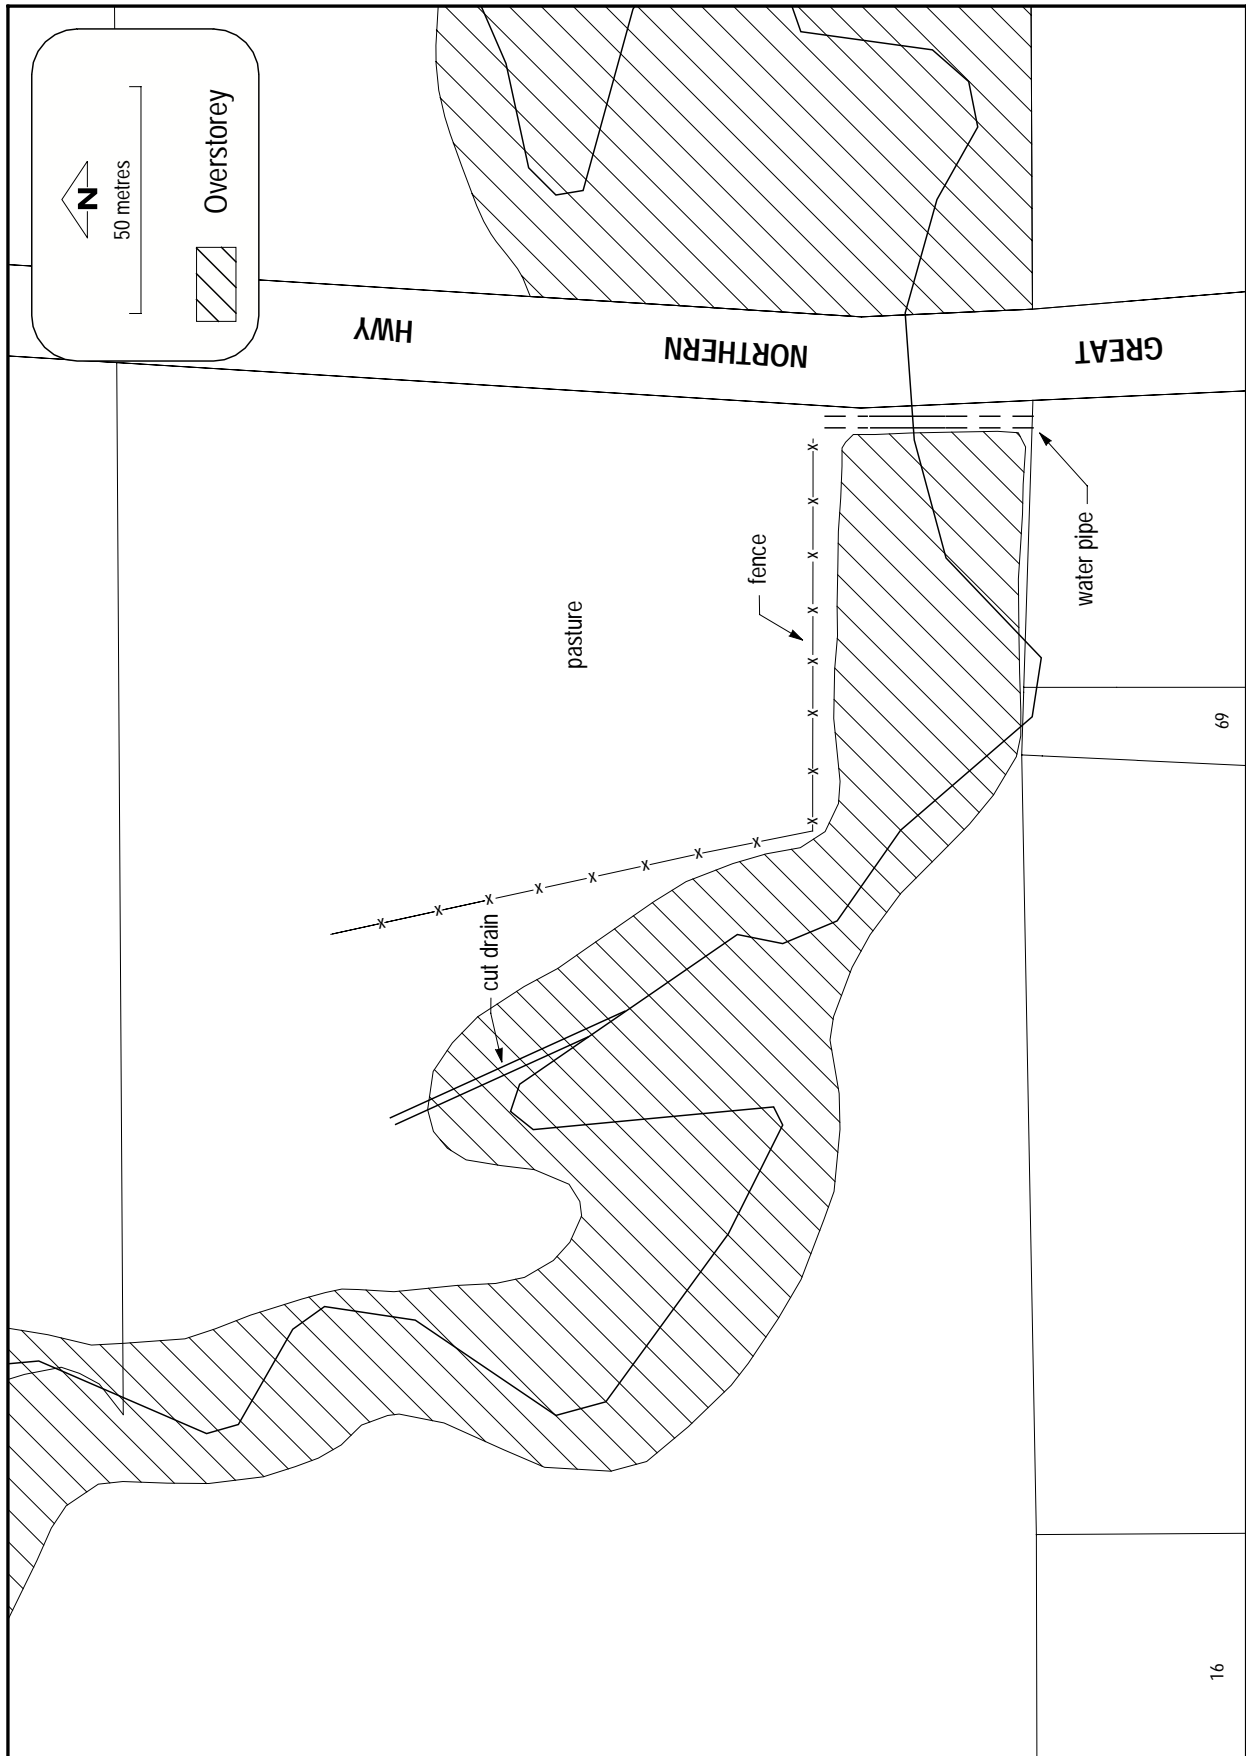 N
50 metres
Overstorey
HWY
NORTHERN
GREAT
pasture
fence
water pipe
cut drain
69
16